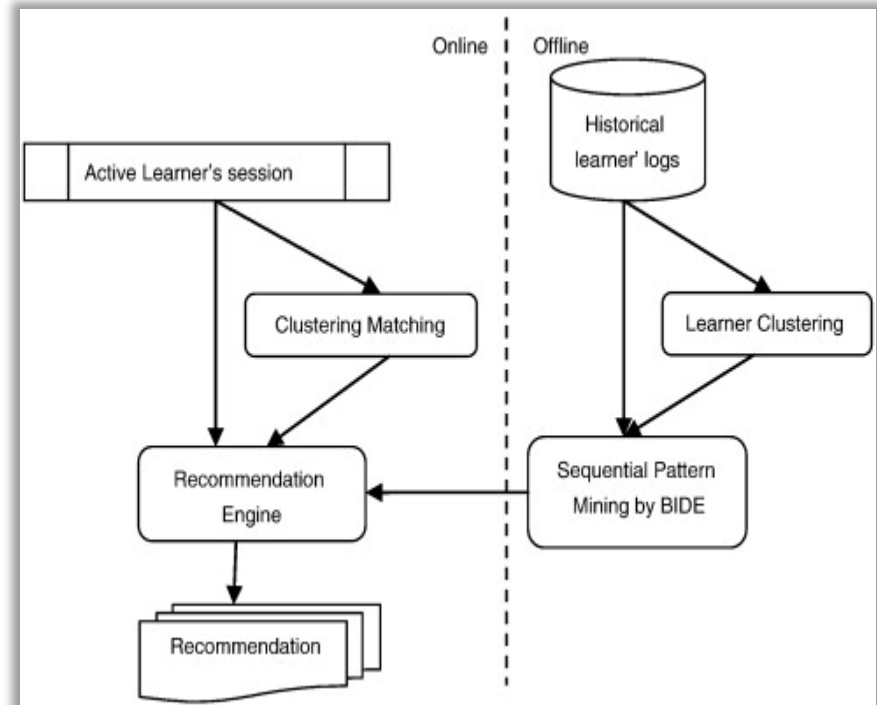 Online
Offline
Historical
learner' logs
Active Learner's session
Clustering Matching
Learner Clustering
Recommendation
Engine
Sequential Pattern
Mining by BIDE
Recommendation